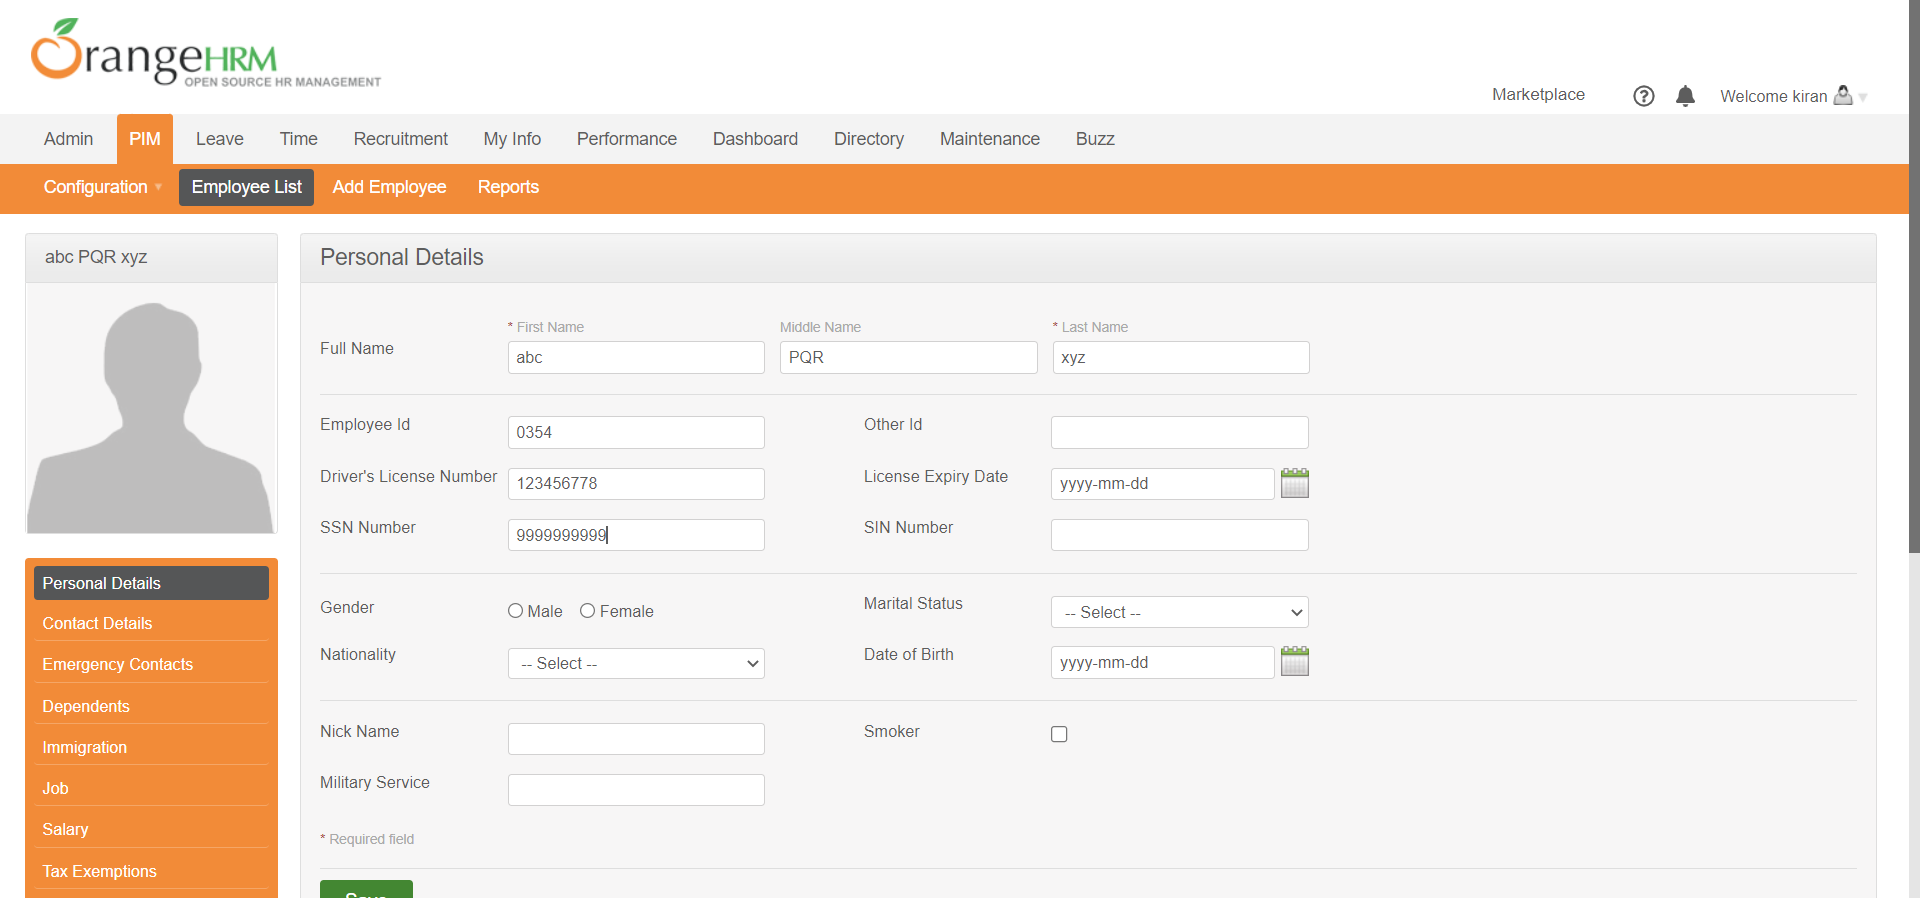 OrangeHRM
OPEN SOURCE HR MANAGEMENT
Marketplace
Welcome kiran
Admin PIM Leave Time Recruitment My Info Performance Dashboard Directory Maintenance Buzz
Configuration Employee List Add Employee Reports
abc PQR xyz
Personal Details
* First Name Middle Name * Last Name
Full Name
abc PQR xyz
Employee Id 0354 Other Id
Driver's License Number 123456778 License Expiry Date yyyy-mm-dd
SSN Number 9999999999 SIN Number
Gender Male Female Marital Status -- Select --
Nationality -- Select -- Date of Birth yyyy-mm-dd
Nick Name Smoker
Military Service
* Required field
Save
Personal Details
Contact Details
Emergency Contacts
Dependents
Immigration
Job
Salary
Tax Exemptions